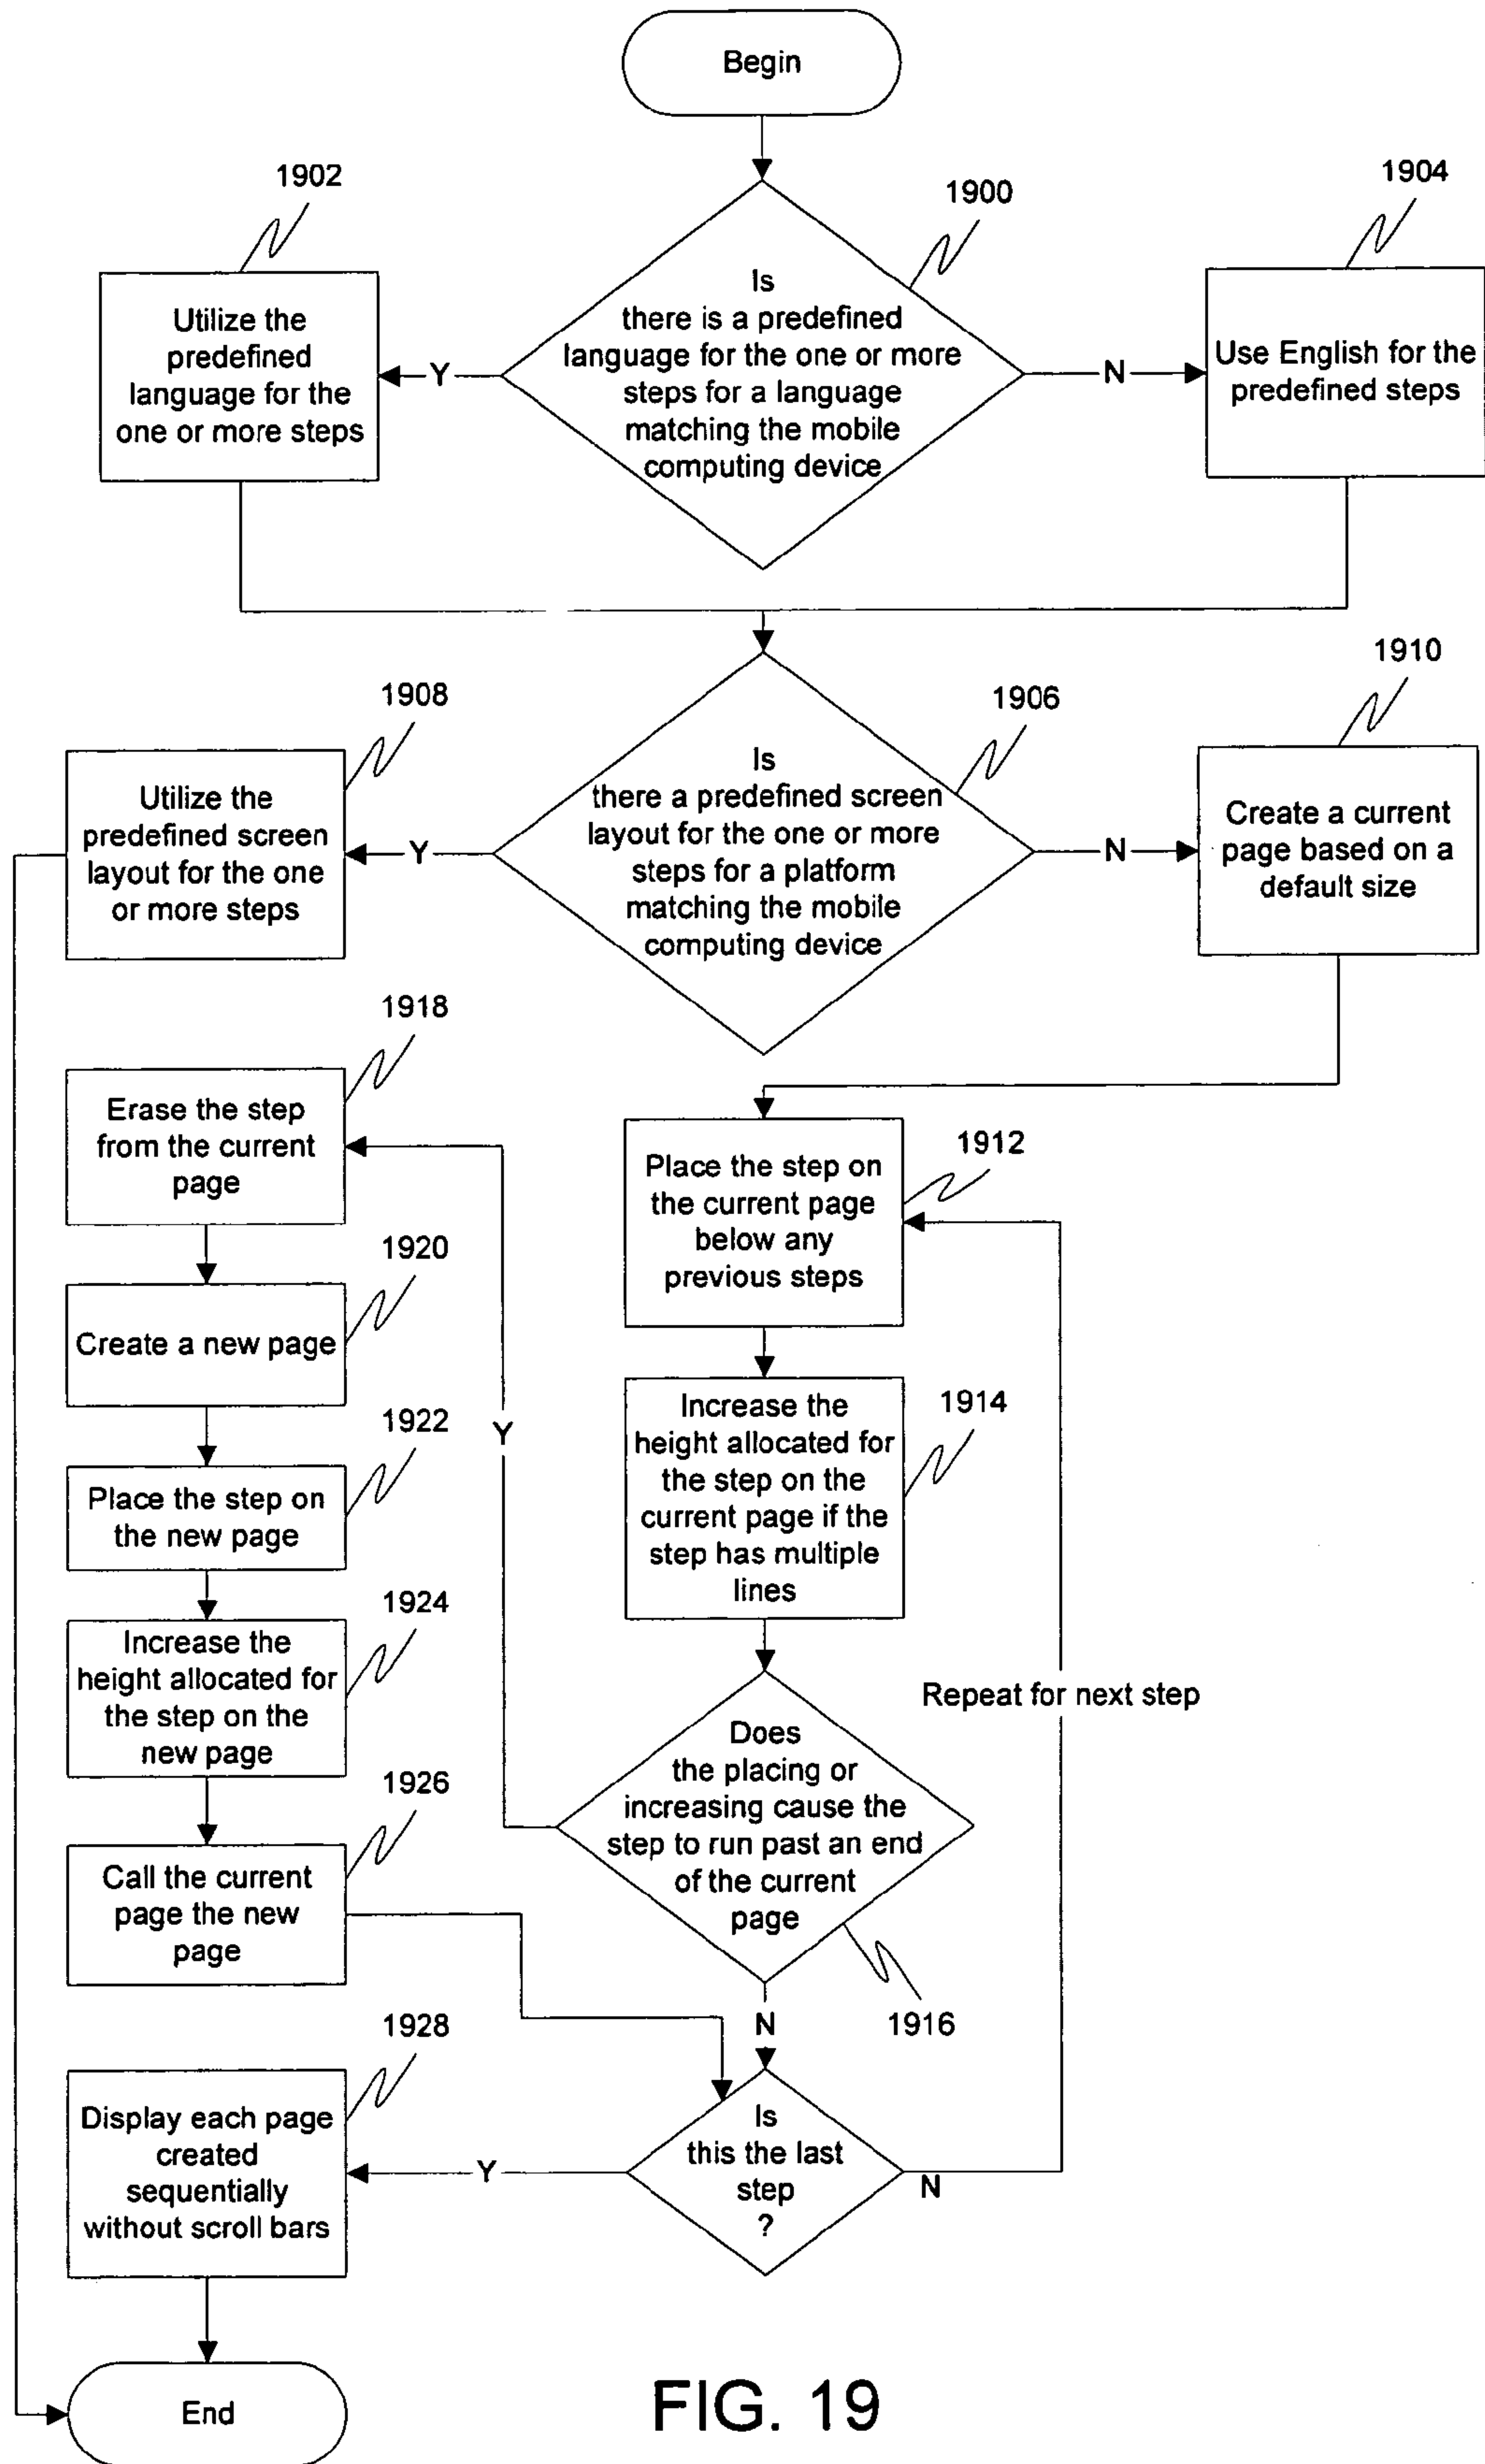 Begin
1902
1900
1904
Is
there is a predefined
language for the one or more
steps for a language
matching the mobile
computing device
Utilize the
predefined
language for the
one or more steps
Y
N
Use English for the
predefined steps
1908
1906
1910
Is
there a predefined screen
layout for the one or more
steps for a platform
matching the mobile
computing device
Utilize the
predefined screen
layout for the one
or more steps
Y
N
Create a current
page based on a
default size
1918
Erase the step
from the current
page
1912
Place the step on
the current page
below any
previous steps
1920
Create a new page
1914
Increase the
height allocated for
the step on the
current page if the
step has multiple
lines
1922
Y
Place the step on
the new page
1924
Increase the
height allocated for
the step on the
new page
Repeat for next step
Does
the placing or
increasing cause the
step to run past an end
of the current
page
1926
Call the current
page the new
page
1916
N
1928
Display each page
created
sequentially
without scroll bars
Y
Is
this the last
step
?
N
End
FIG. 19